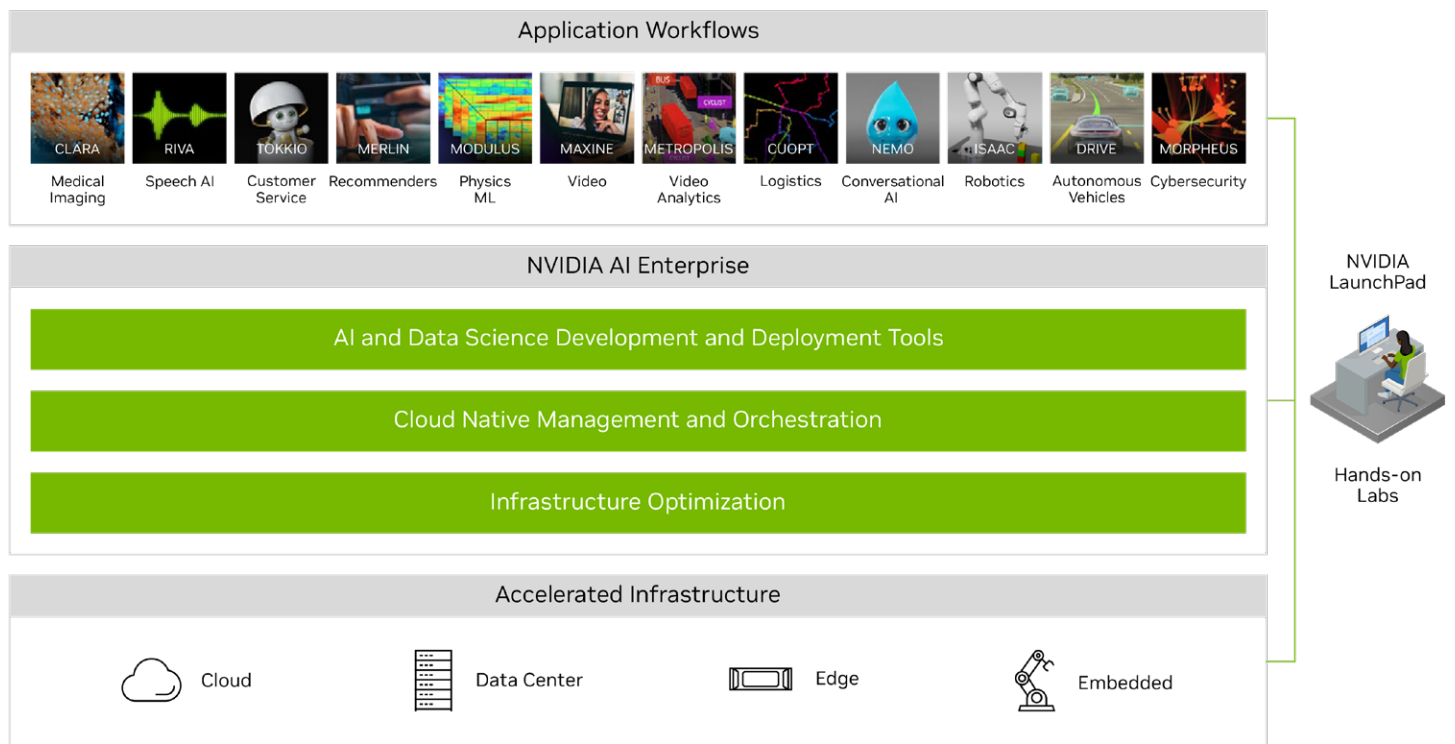 Application Workflows
CLARA
RIVA
TOKKIO
MERLIN
MODULUS
MAXINE
BUS
CYCLIST
METROPOLIS
CUOPT
NEMO
ISAAC
DRIVE
MORPHEUS
Medical
Imaging
Speech AI
Customer
Service
Recommenders
Physics
ML
Video
Video
Analytics
Logistics
Conversational
AI
Robotics
Autonomous
Vehicles
Cybersecurity
NVIDIA AI Enterprise
AI and Data Science Development and Deployment Tools
Cloud Native Management and Orchestration
Infrastructure Optimization
Accelerated Infrastructure
Cloud
Data Center
Edge
Embedded
NVIDIA
LaunchPad
Hands-on
Labs